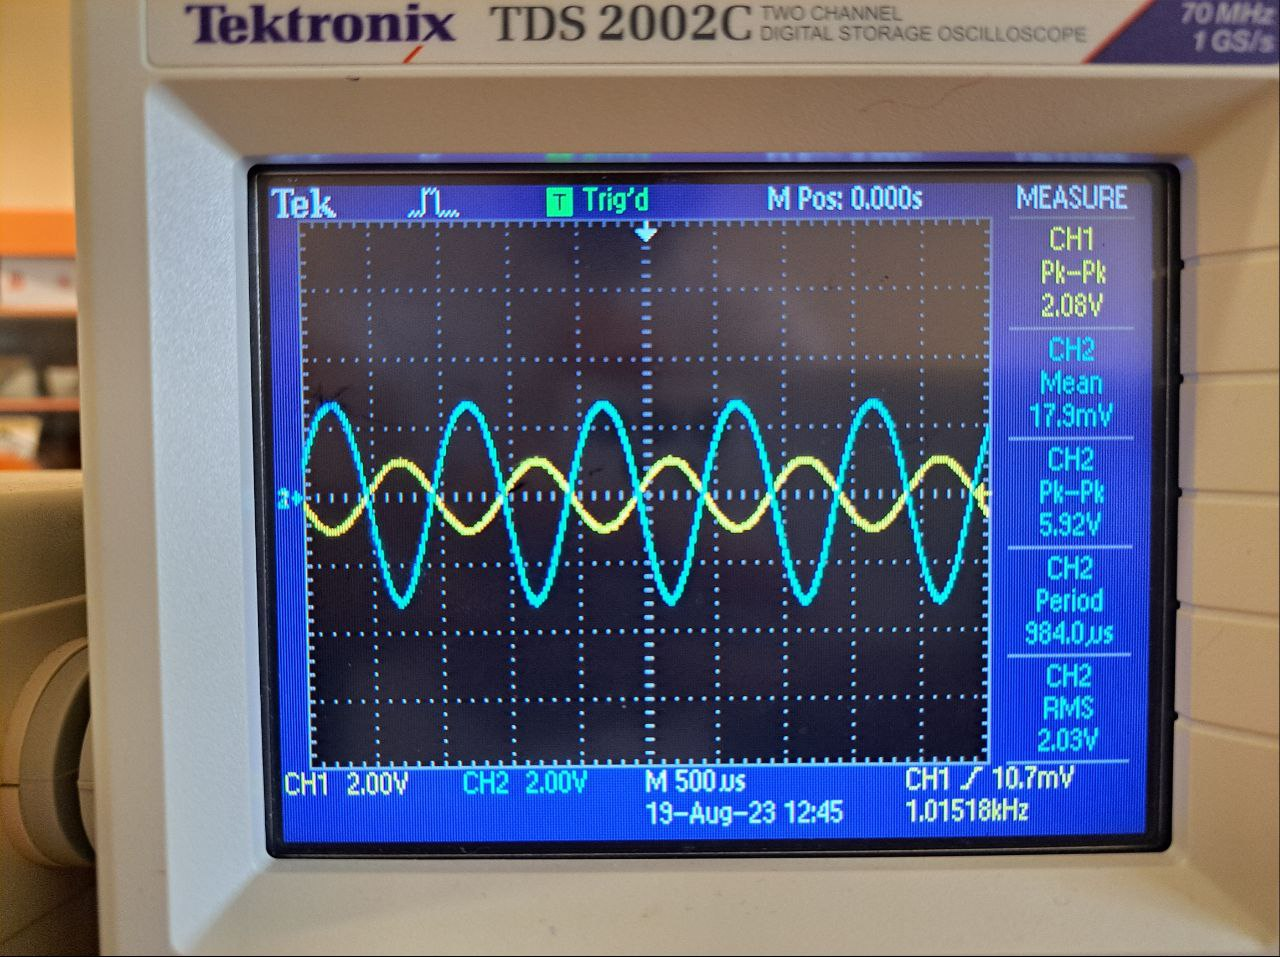 Tektronix TDS 2002C TWO CHANNEL
DIGITAL STORAGE OSCILLOSCOPE
70 MHz
1 GS/s
Tek T Trig'd M Pos: 0.000s MEASURE
CH1
Pk-Pk
2.08V
CH2
Mean
17.9mV
CH2
Pk-Pk
5.92V
CH2
Period
984.0µs
CH2
RMS
2.03V
2+
CH1 2.00V CH2 2.00V M 500µs CH1 / 10.7mV
19-Aug-23 12:45 1.01518kHz